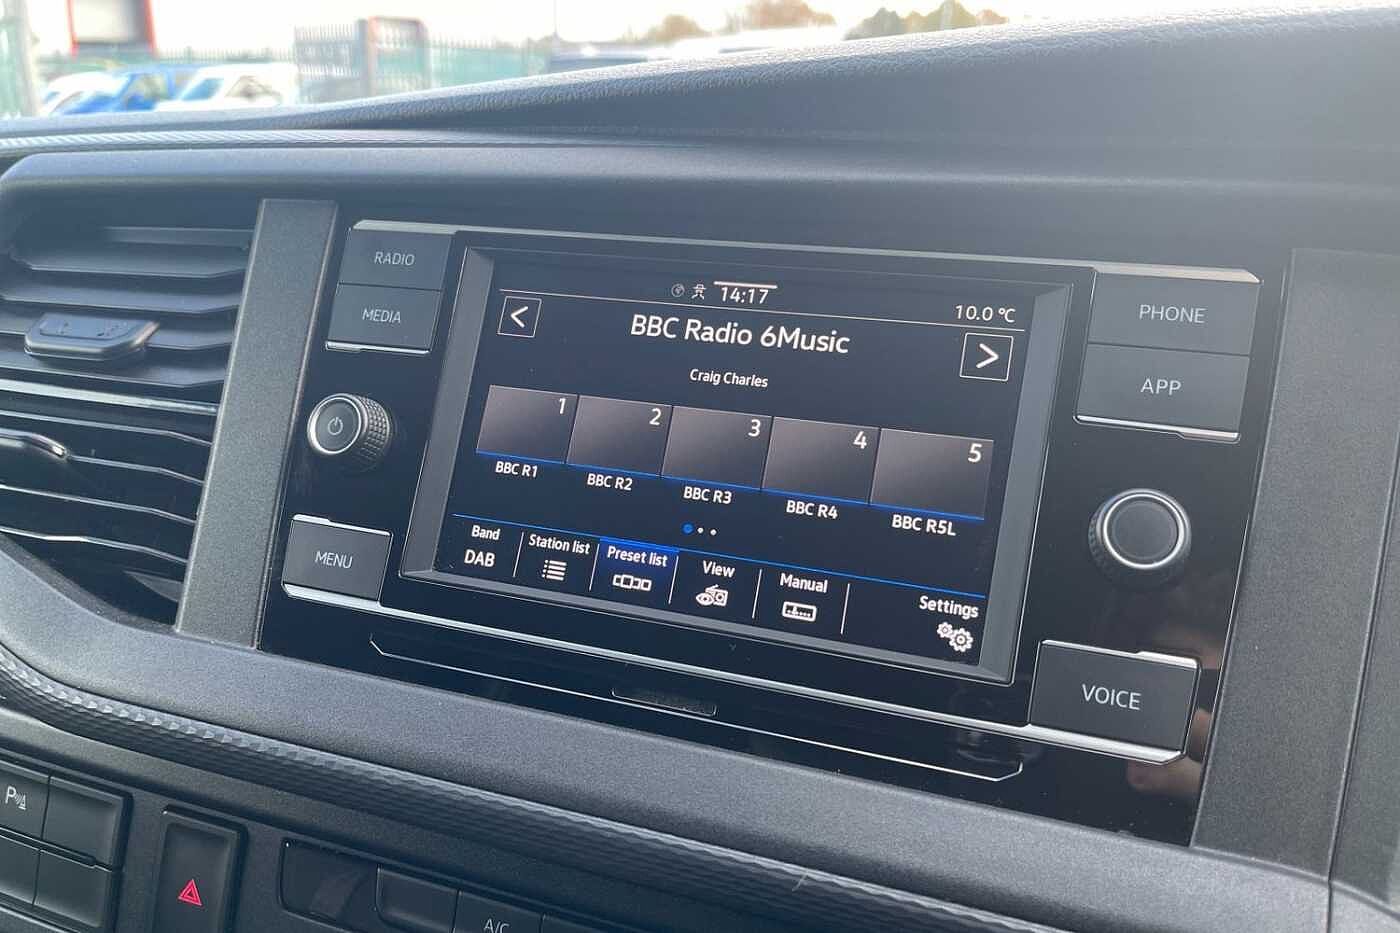 RADIO
MEDIA
MENU
14:17
10.0 °C
<
BBC Radio 6Music
>
Craig Charles
1
2
3
4
5
BBC R1
BBC R2
BBC R3
BBC R4
BBC R5L
Band
DAB
Station list
Preset list
View
Manual
Settings
PHONE
APP
VOICE
P
A/C